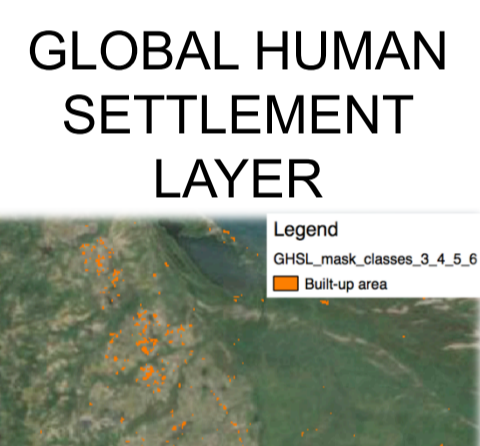 GLOBAL HUMAN
SETTLEMENT
LAYER
Legend
GHSL_mask_classes_3_4_5_6
Built-up area